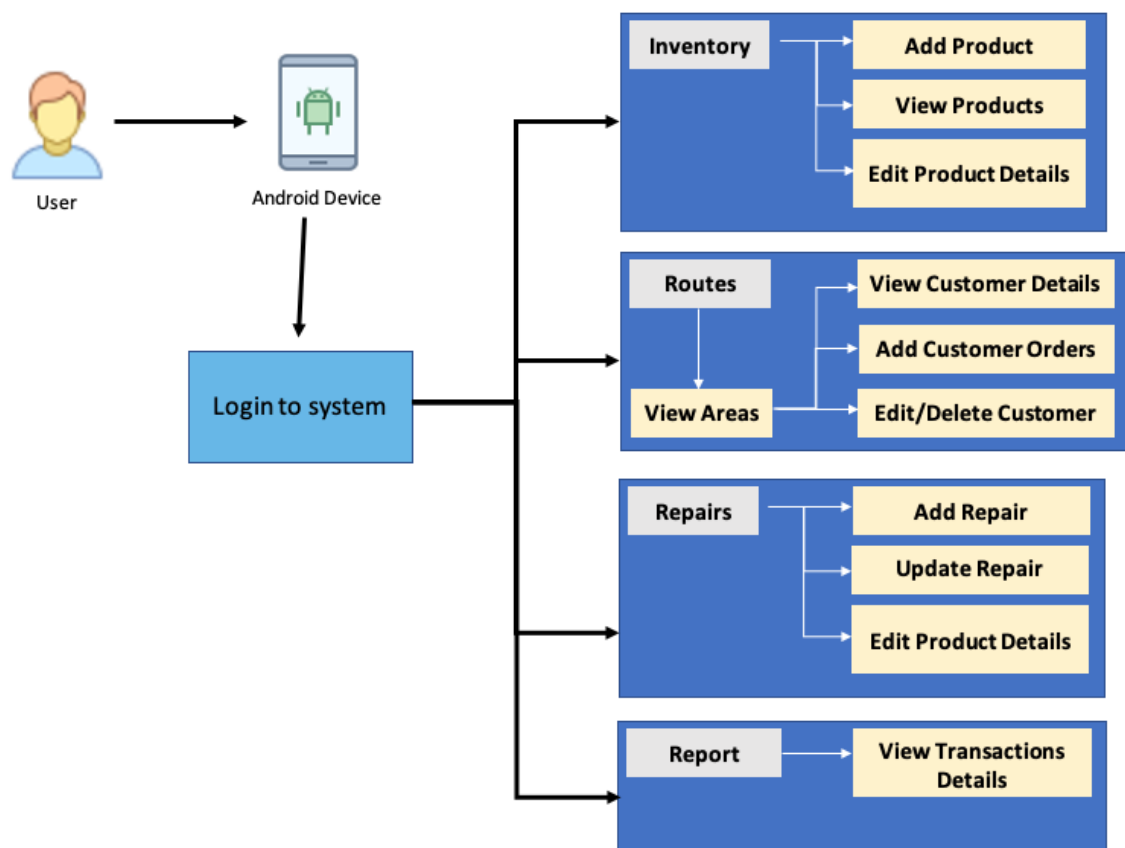 User
Android Device
Login to system
Inventory
Add Product
View Products
Edit Product Details
Routes
View Areas
View Customer Details
Add Customer Orders
Edit/Delete Customer
Repairs
Add Repair
Update Repair
Edit Product Details
Report
View Transactions
Details